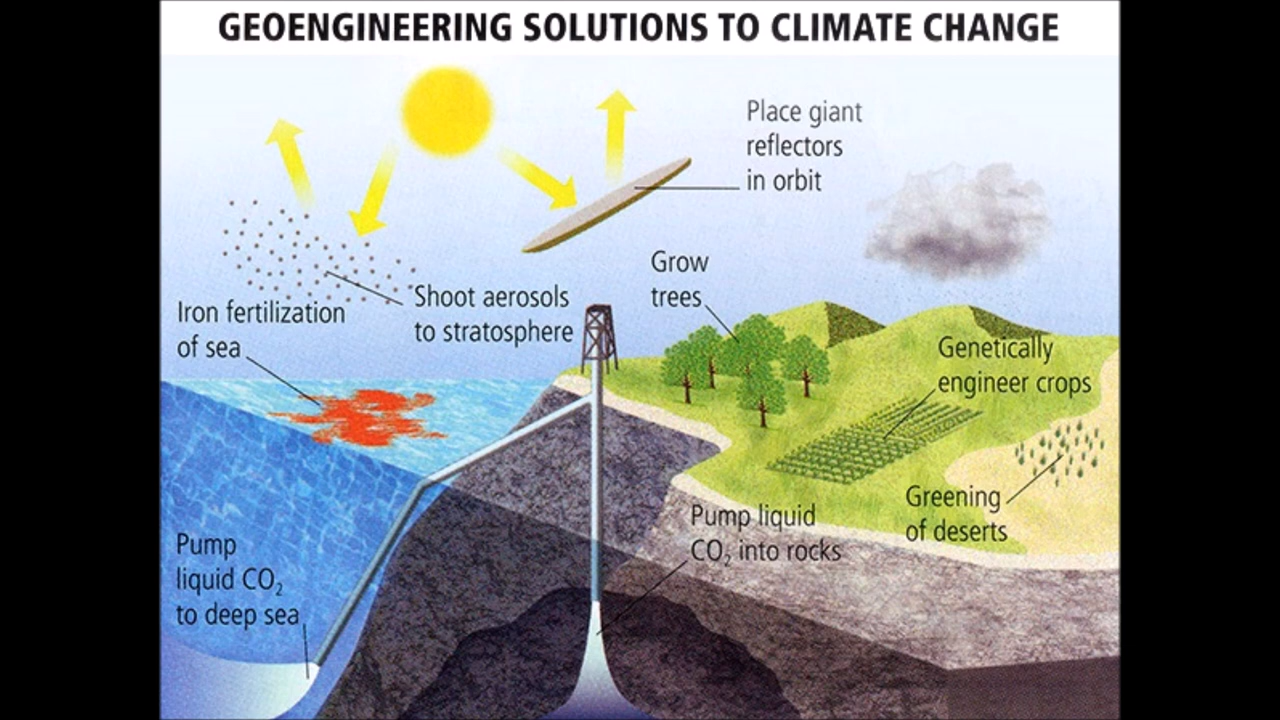 GEOENGINEERING SOLUTIONS TO CLIMATE CHANGE
Place giant
reflectors
in orbit
Grow
trees
Shoot aerosols
to stratosphere
Iron fertilization
of sea
Genetically
engineer crops
Greening
of deserts
Pump liquid
CO₂ into rocks
Pump
liquid CO₂
to deep sea